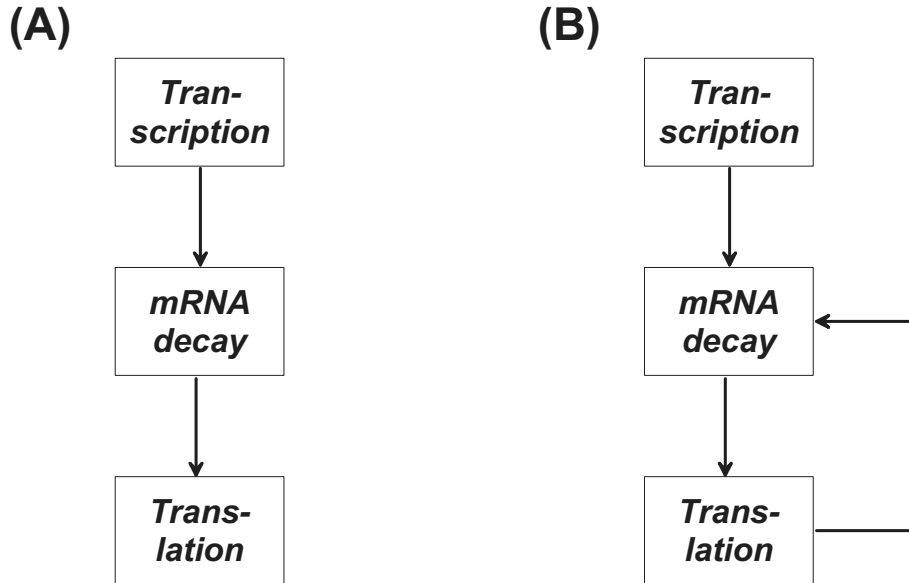 (A)
Tran-
scription
mRNA
decay
Trans-
lation
(B)
Tran-
scription
mRNA
decay
Trans-
lation